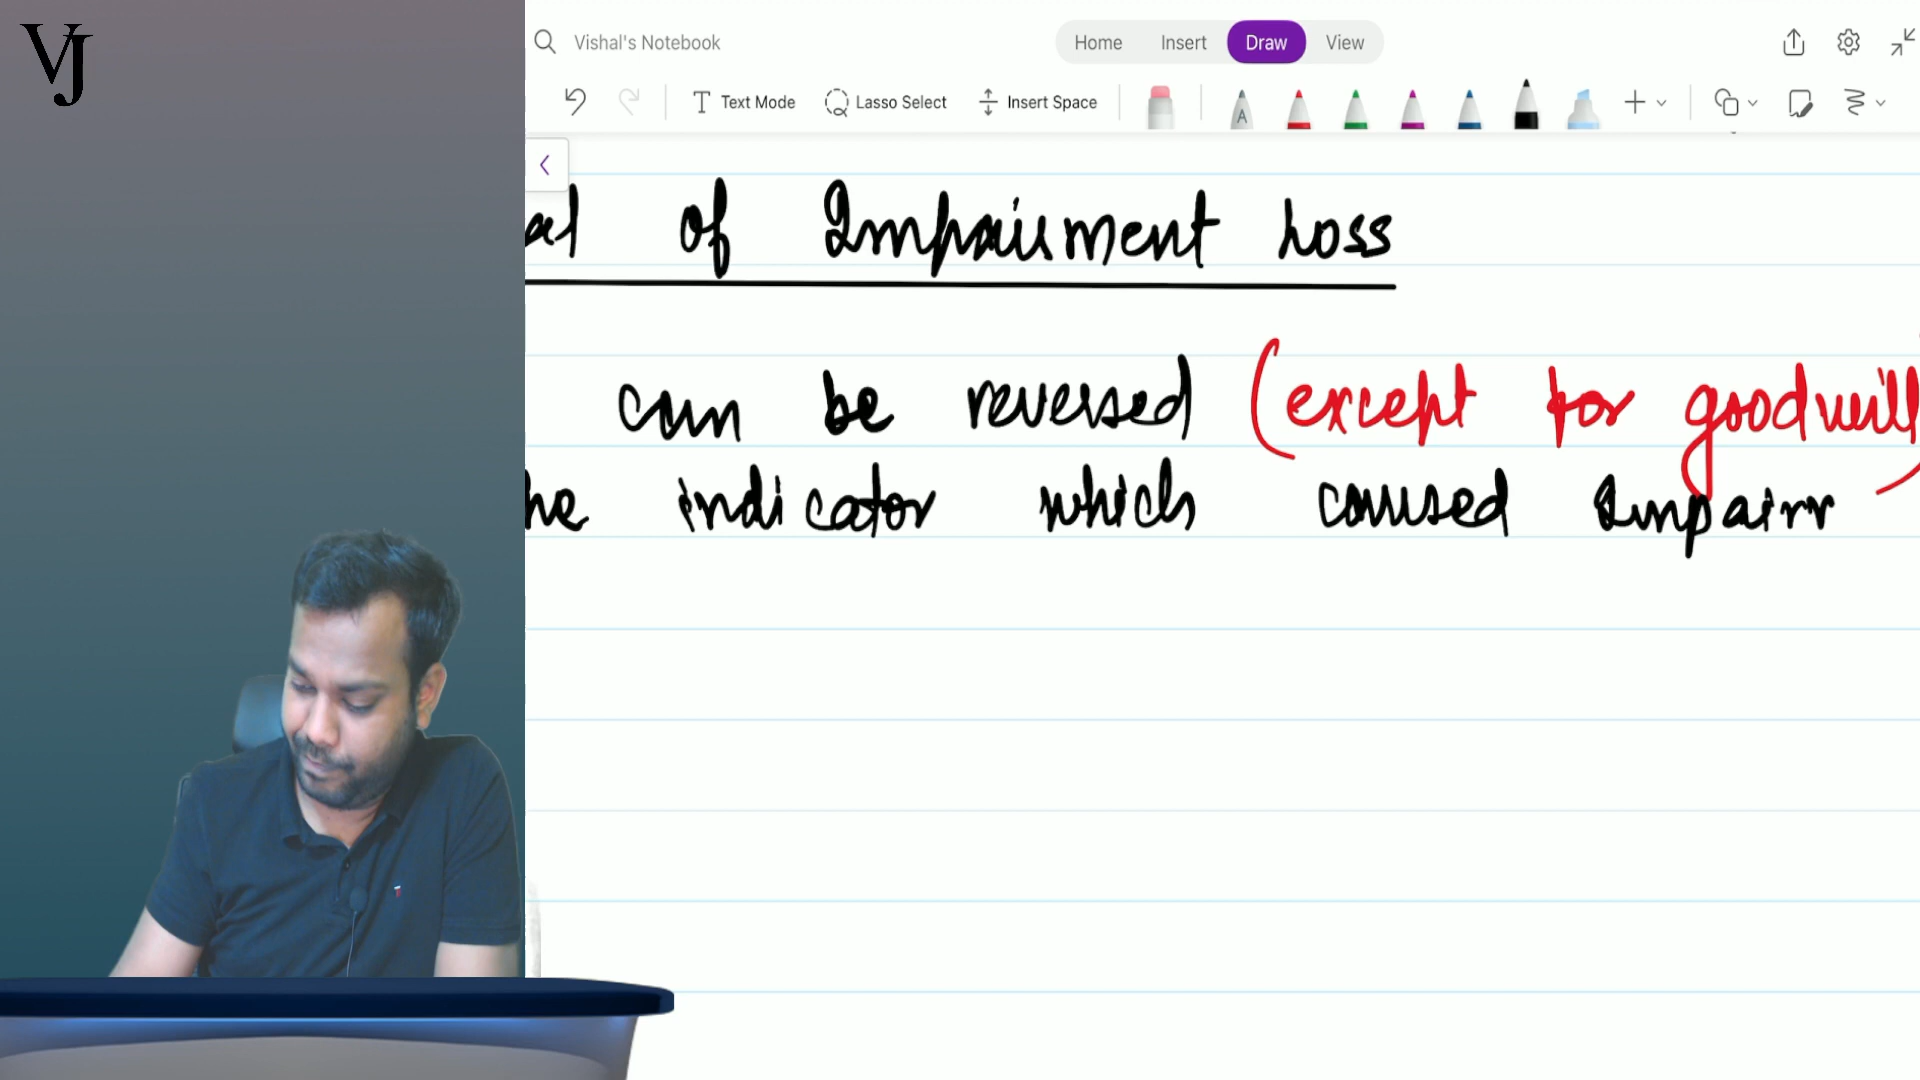 VJ
Vishal's Notebook Home Insert Draw View
Text Mode Lasso Select Insert Space A
al of Impairment Loss
can be reversed (except for goodwill)
he indicator which caused Impairr